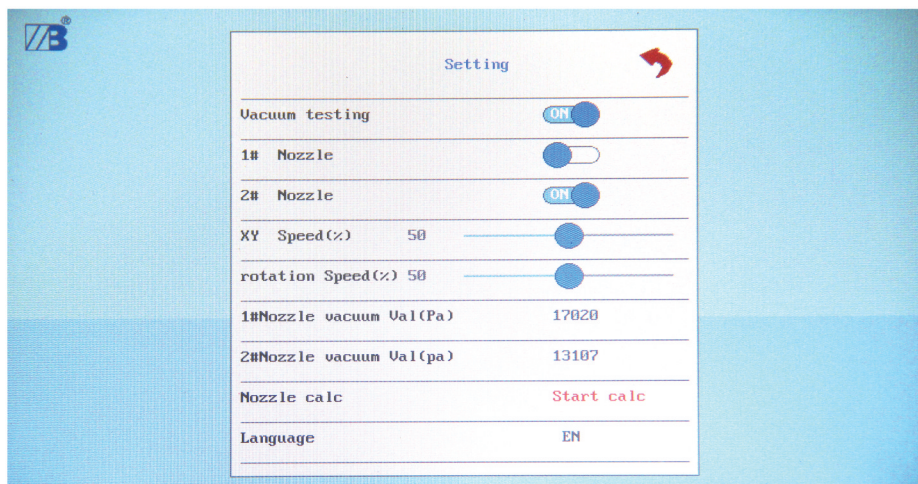 ZB®
Setting
Vacuum testing ON
1# Nozzle
2# Nozzle ON
XY Speed(%) 50
rotation Speed(%) 50
1#Nozzle vacuum Val(Pa) 17020
2#Nozzle vacuum Val(pa) 13107
Nozzle calc Start calc
Language EN